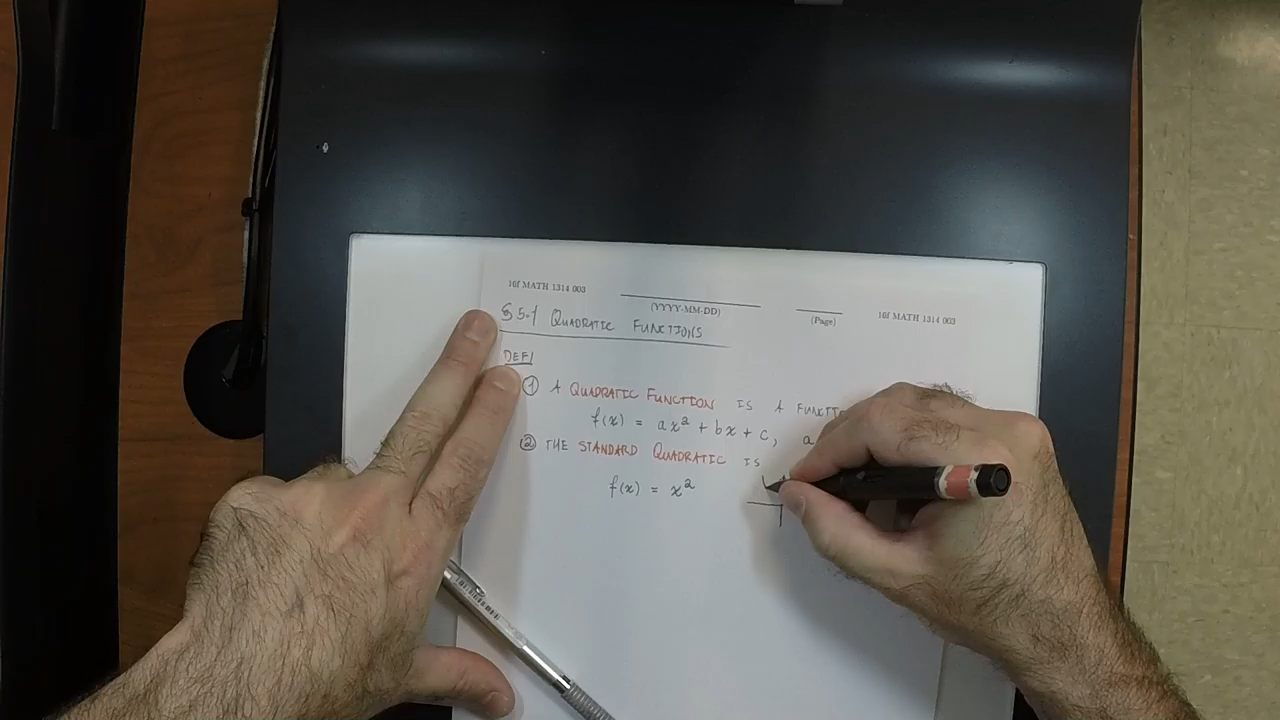 16f MATH 1314 003 (YYYY-MM-DD) (Page) 16f MATH 1314 003
§ 5.1 QUADRATIC FUNCTIONS
DEF!
① A QUADRATIC FUNCTION IS A
f(x) = ax² + bx + c, a
② THE STANDARD QUADRATIC IS
f(x) = x²